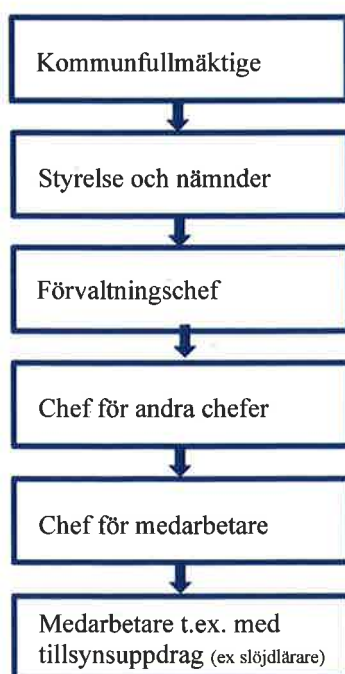 Kommunfullmäktige
Styrelse och nämnder
Förvaltningschef
Chef för andra chefer
Chef för medarbetare
Medarbetare t.ex. med
tillsynsuppdrag (ex slöjdlärare)